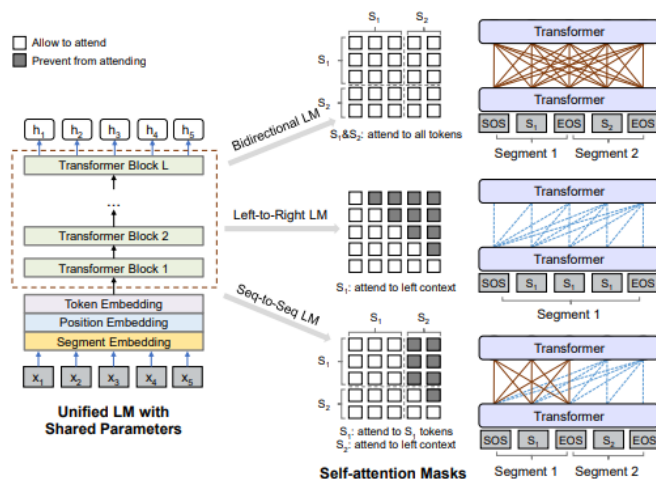 Allow to attend
Prevent from attending
h1 h2 h3 h4 h5
Transformer Block L
...
Transformer Block 2
Transformer Block 1
Token Embedding
Position Embedding
Segment Embedding
x1 x2 x3 x4 x5
Unified LM with
Shared Parameters
Bidirectional LM
Left-to-Right LM
Seq-to-Seq LM
S1 S2
S1
S2
S1&S2: attend to all tokens
S1: attend to left context
S1 S2
S1
S2
S1: attend to S1 tokens
S2: attend to left context
Self-attention Masks
Transformer
Transformer
SOS S1 EOS S2 EOS
Segment 1 Segment 2
Transformer
Transformer
SOS S1 S1 S1 EOS
Segment 1
Transformer
Transformer
SOS S1 EOS S2 EOS
Segment 1 Segment 2